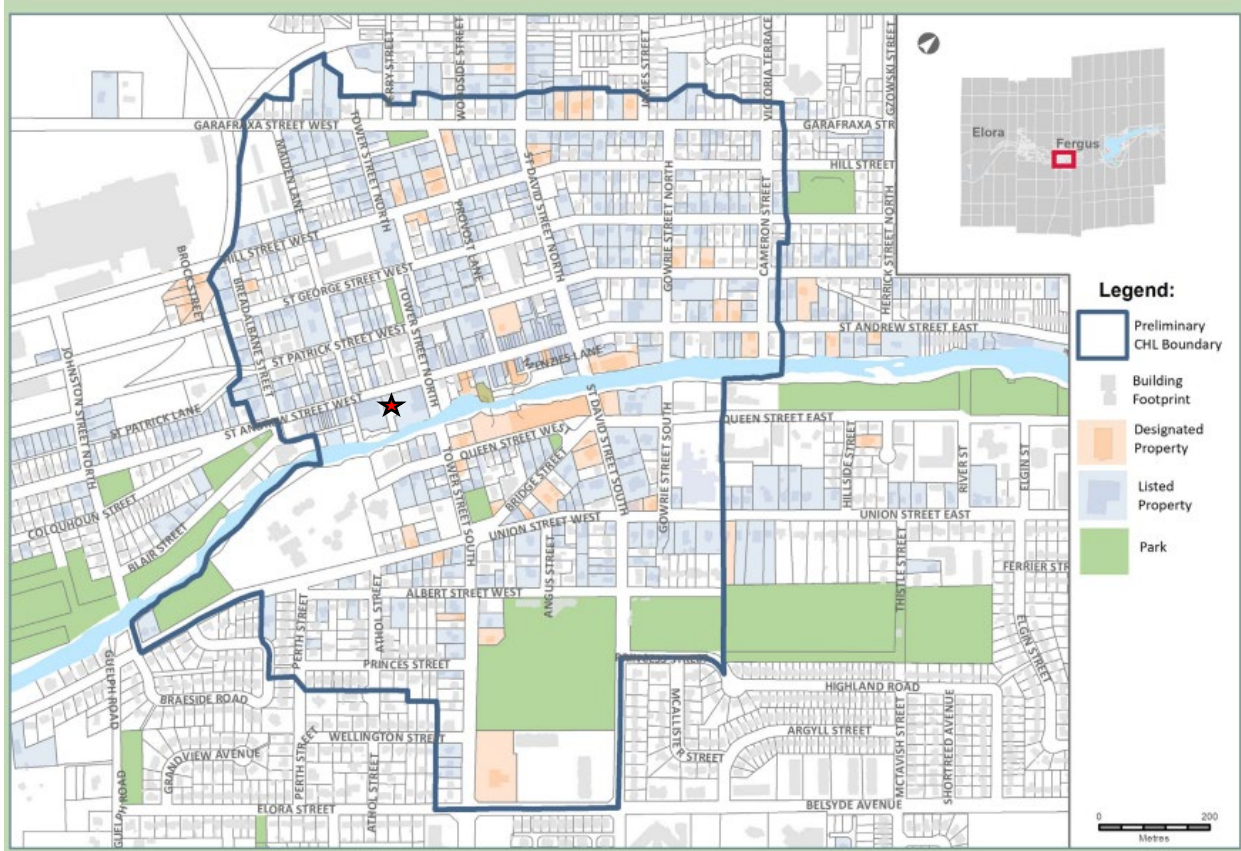 GARAFRAXA STREET WEST
MAIDEN LANE
TOWER STREET NORTH
WOODSIDE STREET
JAMES STREET
VICTORIA TERRACE
GZOWSKI STREET
GARAFRAXA STR
HILL STREET
ST DAVID STREET NORTH
PROVOST LANE
GOWRIE STREET NORTH
CAMERON STREET
HERRICK STREET NORTH
HILL STREET WEST
BROCK STREET
BREADALBANE STREET
ST GEORGE STREET WEST
TOWER STREET NORTH
ST PATRICK STREET WEST
JOHNSTON STREET NORTH
ST PATRICK LANE
ST ANDREW STREET WEST
ST ANDREW STREET EAST
QUEEN STREET EAST
QUEEN STREET WEST
ST DAVID STREET SOUTH
GOWRIE STREET SOUTH
BRIDGE STREET
TOWER STREET SOUTH
UNION STREET WEST
HILLSIDE STREET
RIVER ST
ELGIN ST
UNION STREET EAST
COLQUHOUN STREET
BLAIR STREET
ANGUS STREET
ALBERT STREET WEST
THISTLE STREET
FERRIER STR
ELGIN STREET
PERTH STREET
ATHOL STREET
PRINCES STREET
GUELPH ROAD
BRAESIDE ROAD
HIGHLAND ROAD
MCALLISTER STREET
ARGYLL STREET
MCTAVISH STREET
SHORTREED AVENUE
WELLINGTON STREET
GRANDVIEW AVENUE
PERTH STREET
ATHOL STREET
GUELPH ROAD
ELORA STREET
BELSYDE AVENUE
Elora
Fergus
Legend:
Preliminary
CHL Boundary
Building
Footprint
Designated
Property
Listed
Property
Park
0 200
Metres